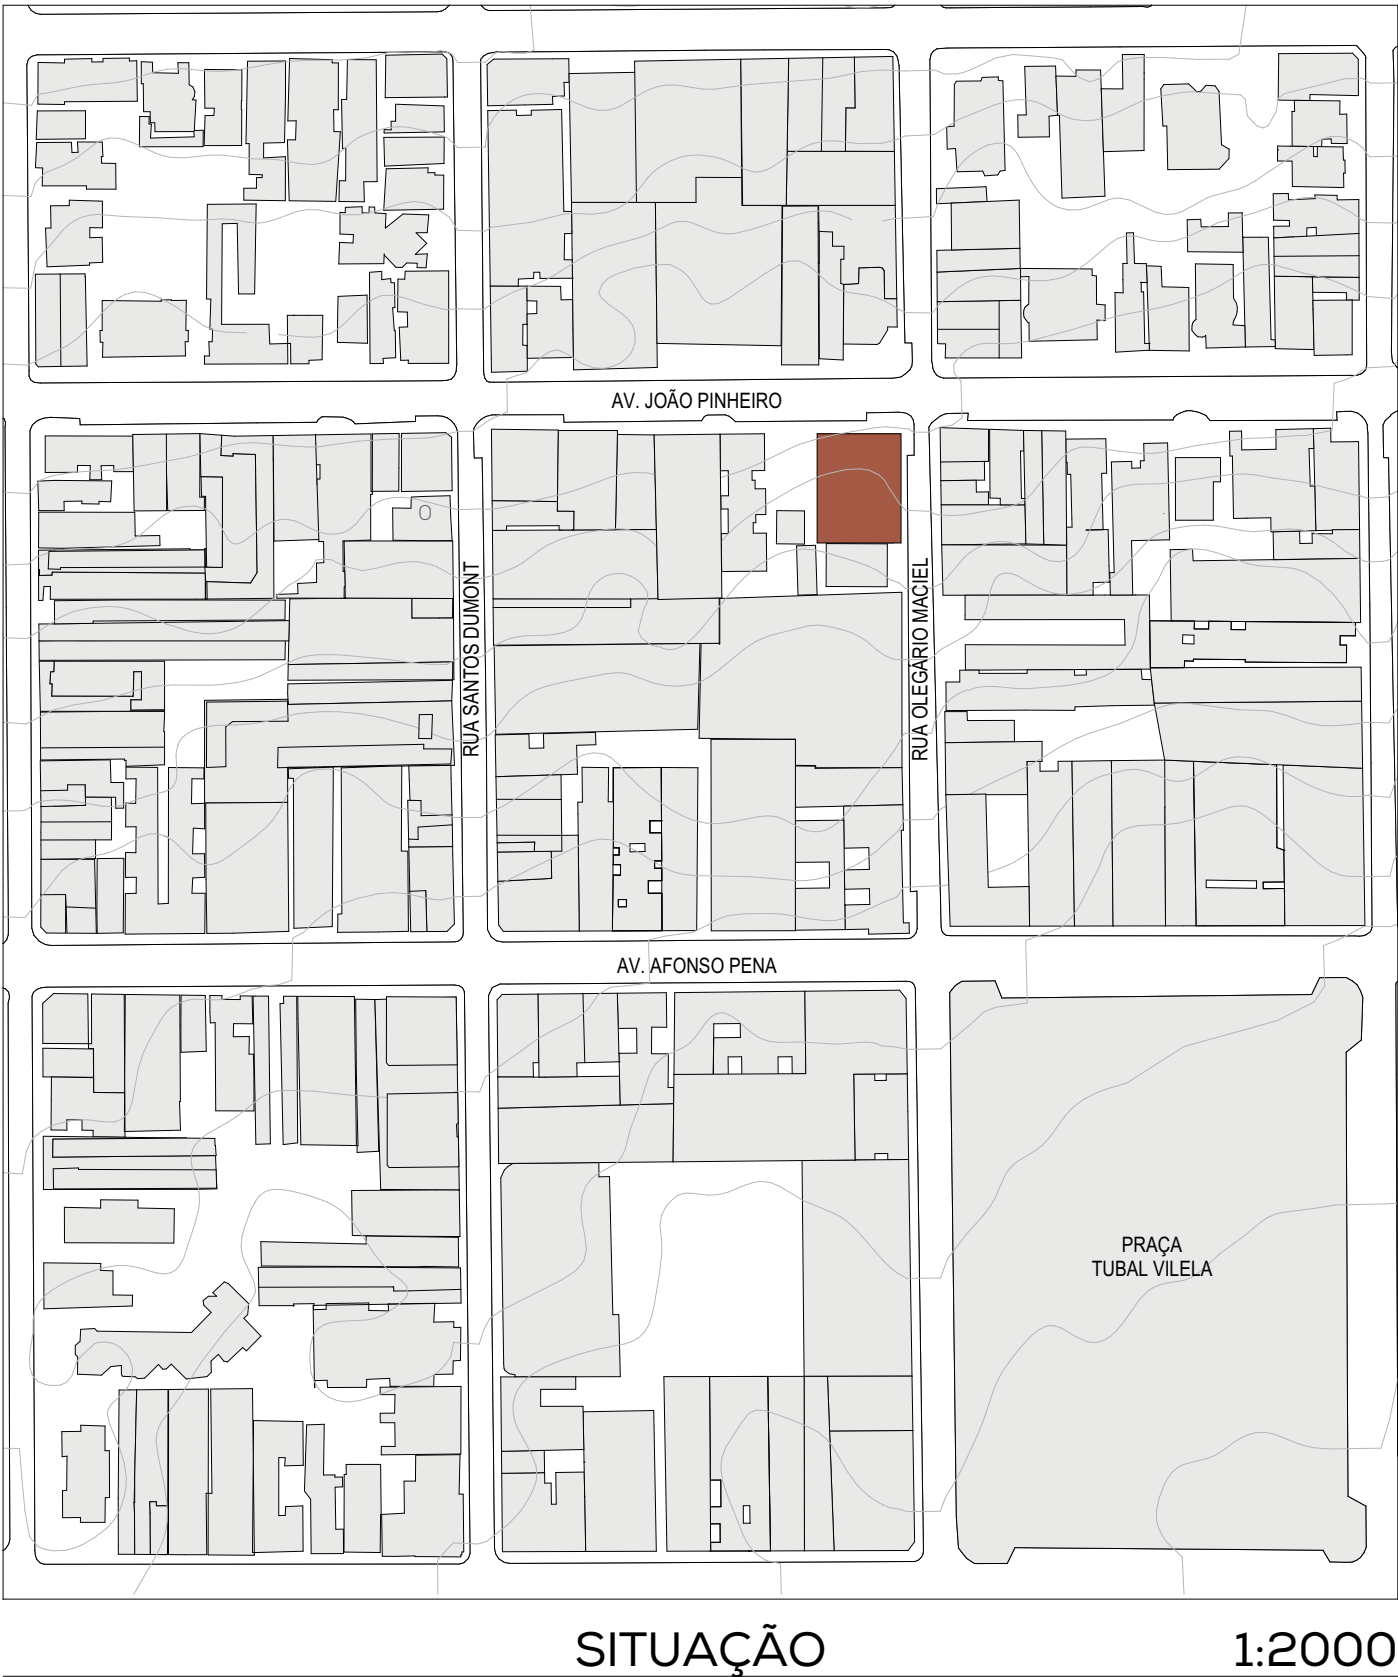 AV. JOÃO PINHEIRO
RUA SANTOS DUMONT
RUA OLEGÁRIO MACIEL
AV. AFONSO PENA
PRAÇA
TUBAL VILELA
SITUAÇÃO
1:2000